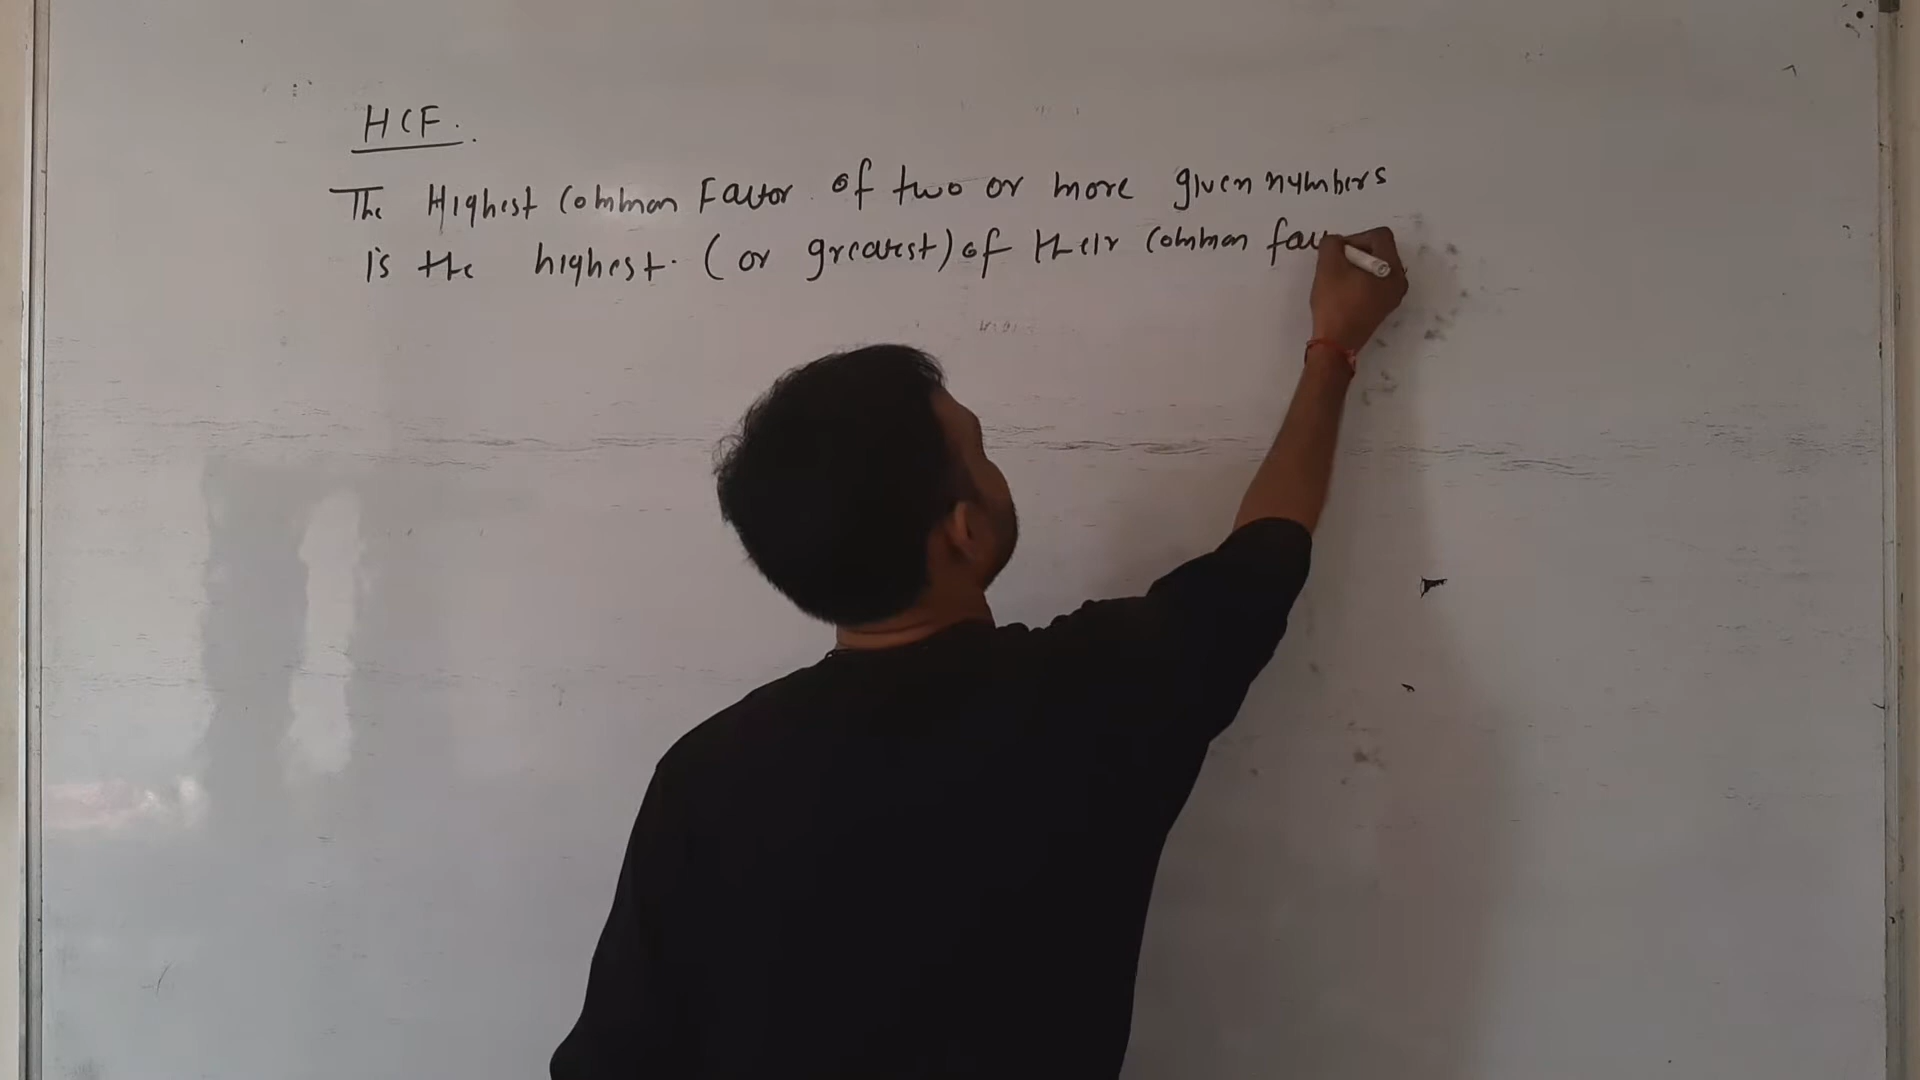 HCF.
The Highest Common Factor of two or more given numbers
is the highest. (or greatest) of their Common fac